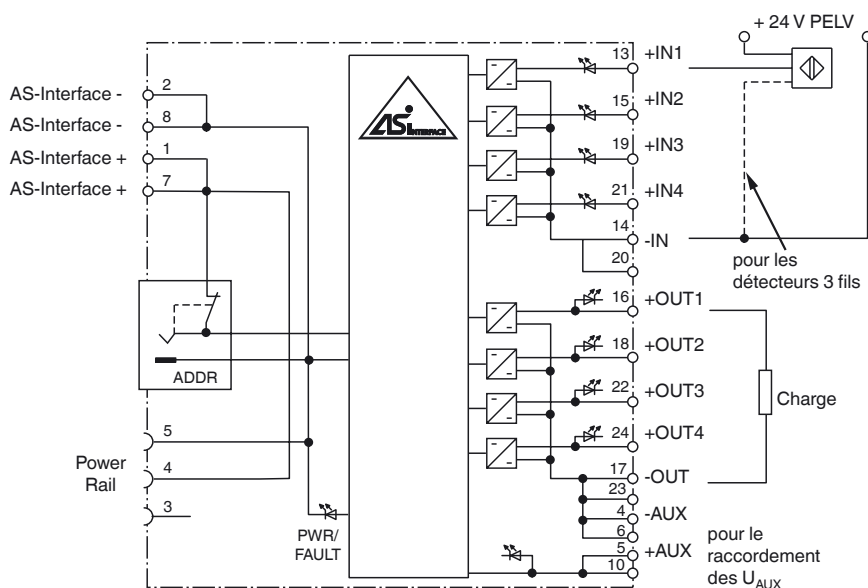 + 24 V PELV
13
+IN1
AS-Interface -
2
15
+IN2
AS-Interface -
8
ASi INTERFACE
AS-Interface +
1
19
+IN3
AS-Interface +
7
21
+IN4
14
-IN
20
pour les
détecteurs 3 fils
16
+OUT1
18
+OUT2
ADDR
22
+OUT3
Charge
24
+OUT4
5
Power
Rail
4
17
-OUT
23
3
4
-AUX
6
PWR/
FAULT
5
+AUX
10
pour le
raccordement
des UAUX